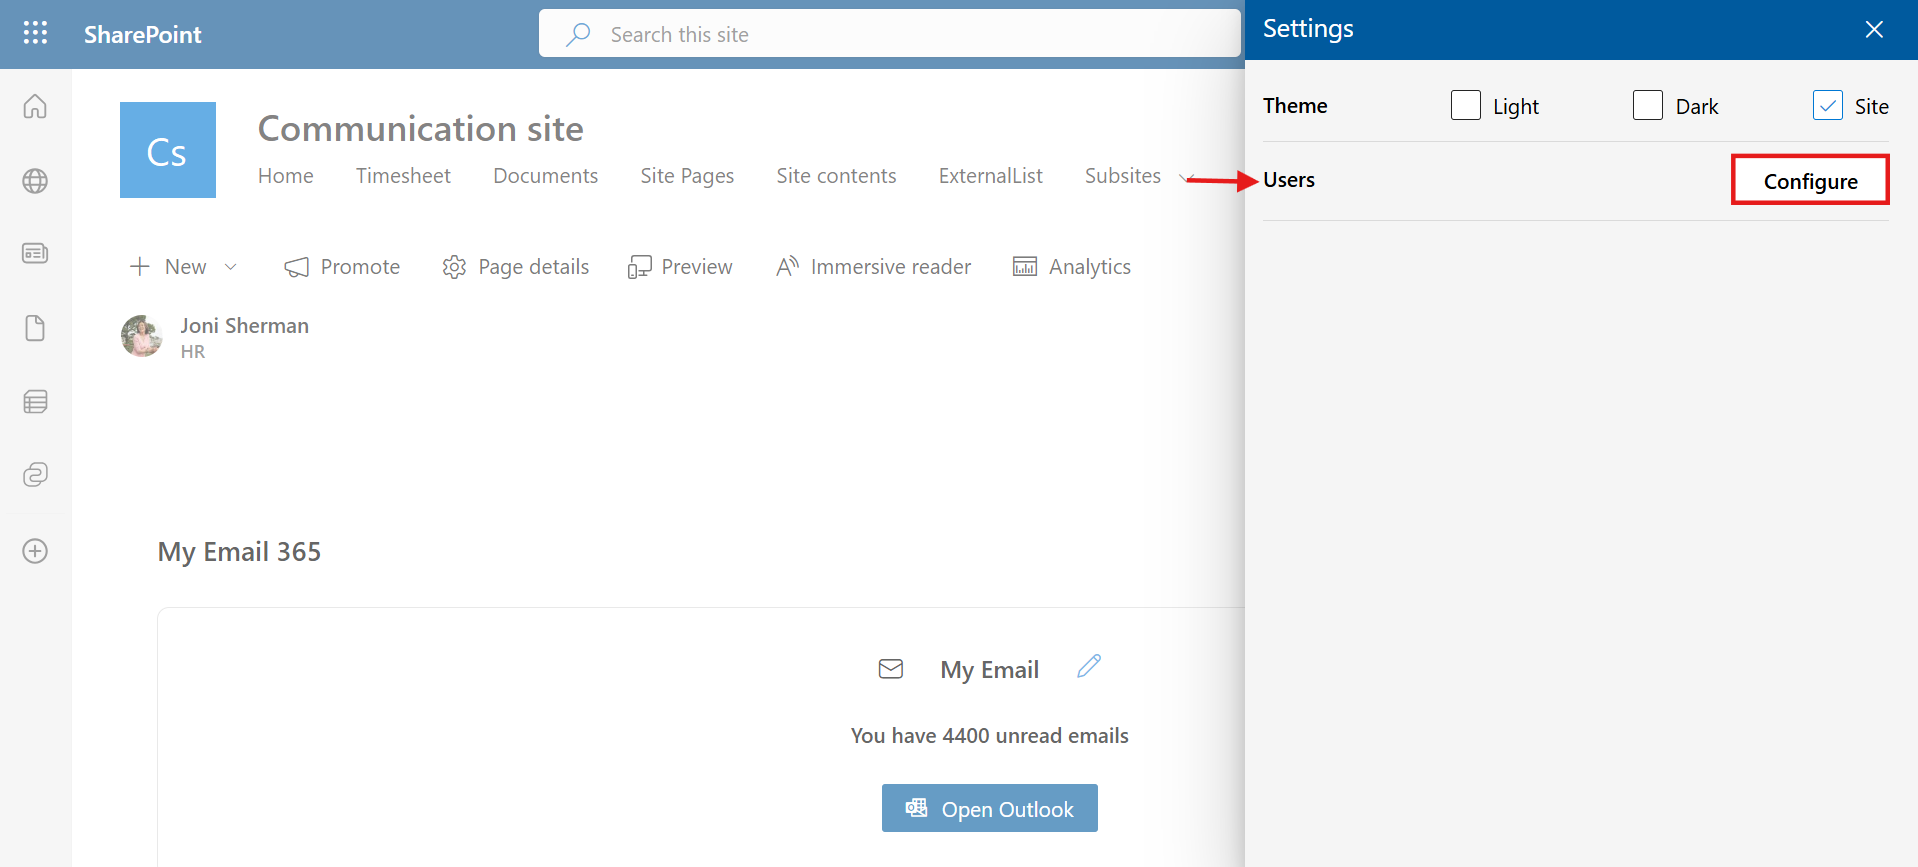 SharePoint
Search this site
Settings
Cs
Communication site
Home Timesheet Documents Site Pages Site contents ExternalList Subsites
Theme Light Dark Site
Users Configure
New Promote Page details Preview Immersive reader Analytics
Joni Sherman
HR
My Email 365
My Email
You have 4400 unread emails
Open Outlook